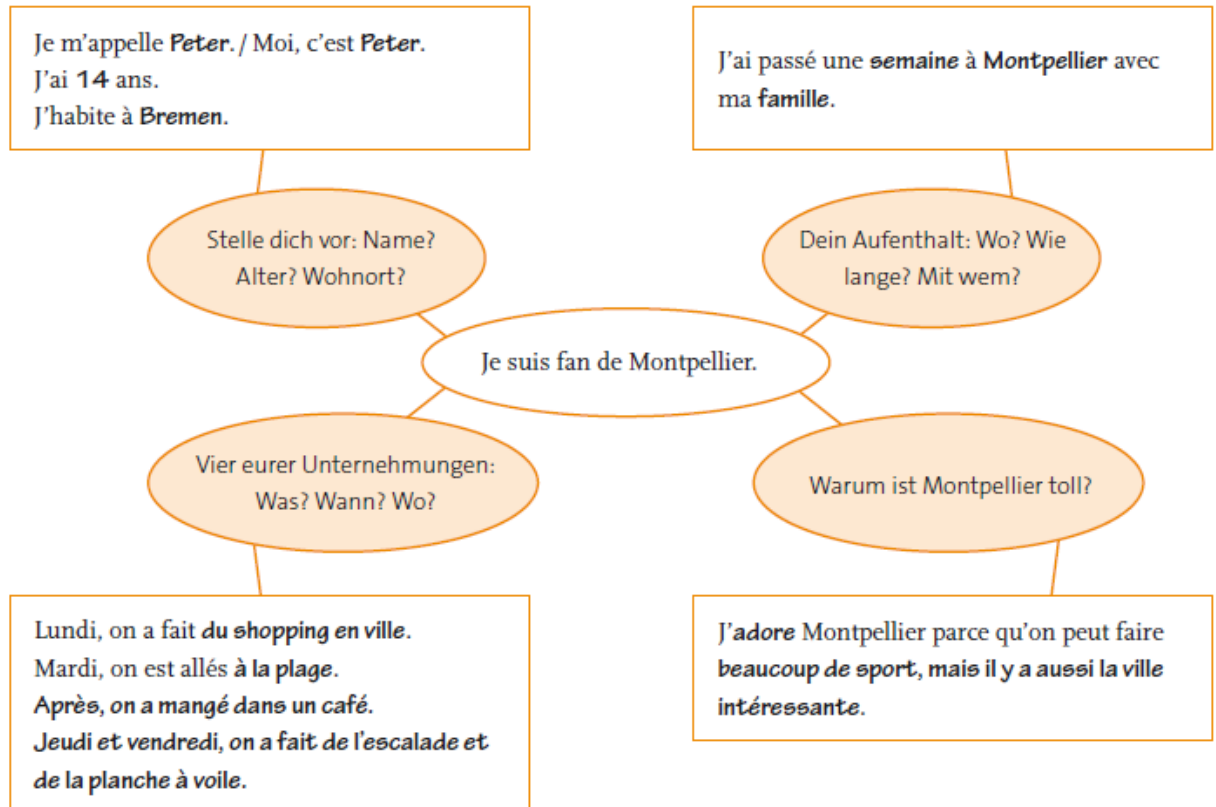 Je m'appelle Peter. / Moi, c'est Peter.
J'ai 14 ans.
J'habite à Bremen.
J'ai passé une semaine à Montpellier avec
ma famille.
Stelle dich vor: Name?
Alter? Wohnort?
Dein Aufenthalt: Wo? Wie
lange? Mit wem?
Je suis fan de Montpellier.
Vier eurer Unternehmungen:
Was? Wann? Wo?
Warum ist Montpellier toll?
Lundi, on a fait du shopping en ville.
Mardi, on est allés à la plage.
Après, on a mangé dans un café.
Jeudi et vendredi, on a fait de l'escalade et
de la planche à voile.
J'adore Montpellier parce qu'on peut faire
beaucoup de sport, mais il y a aussi la ville
intéressante.